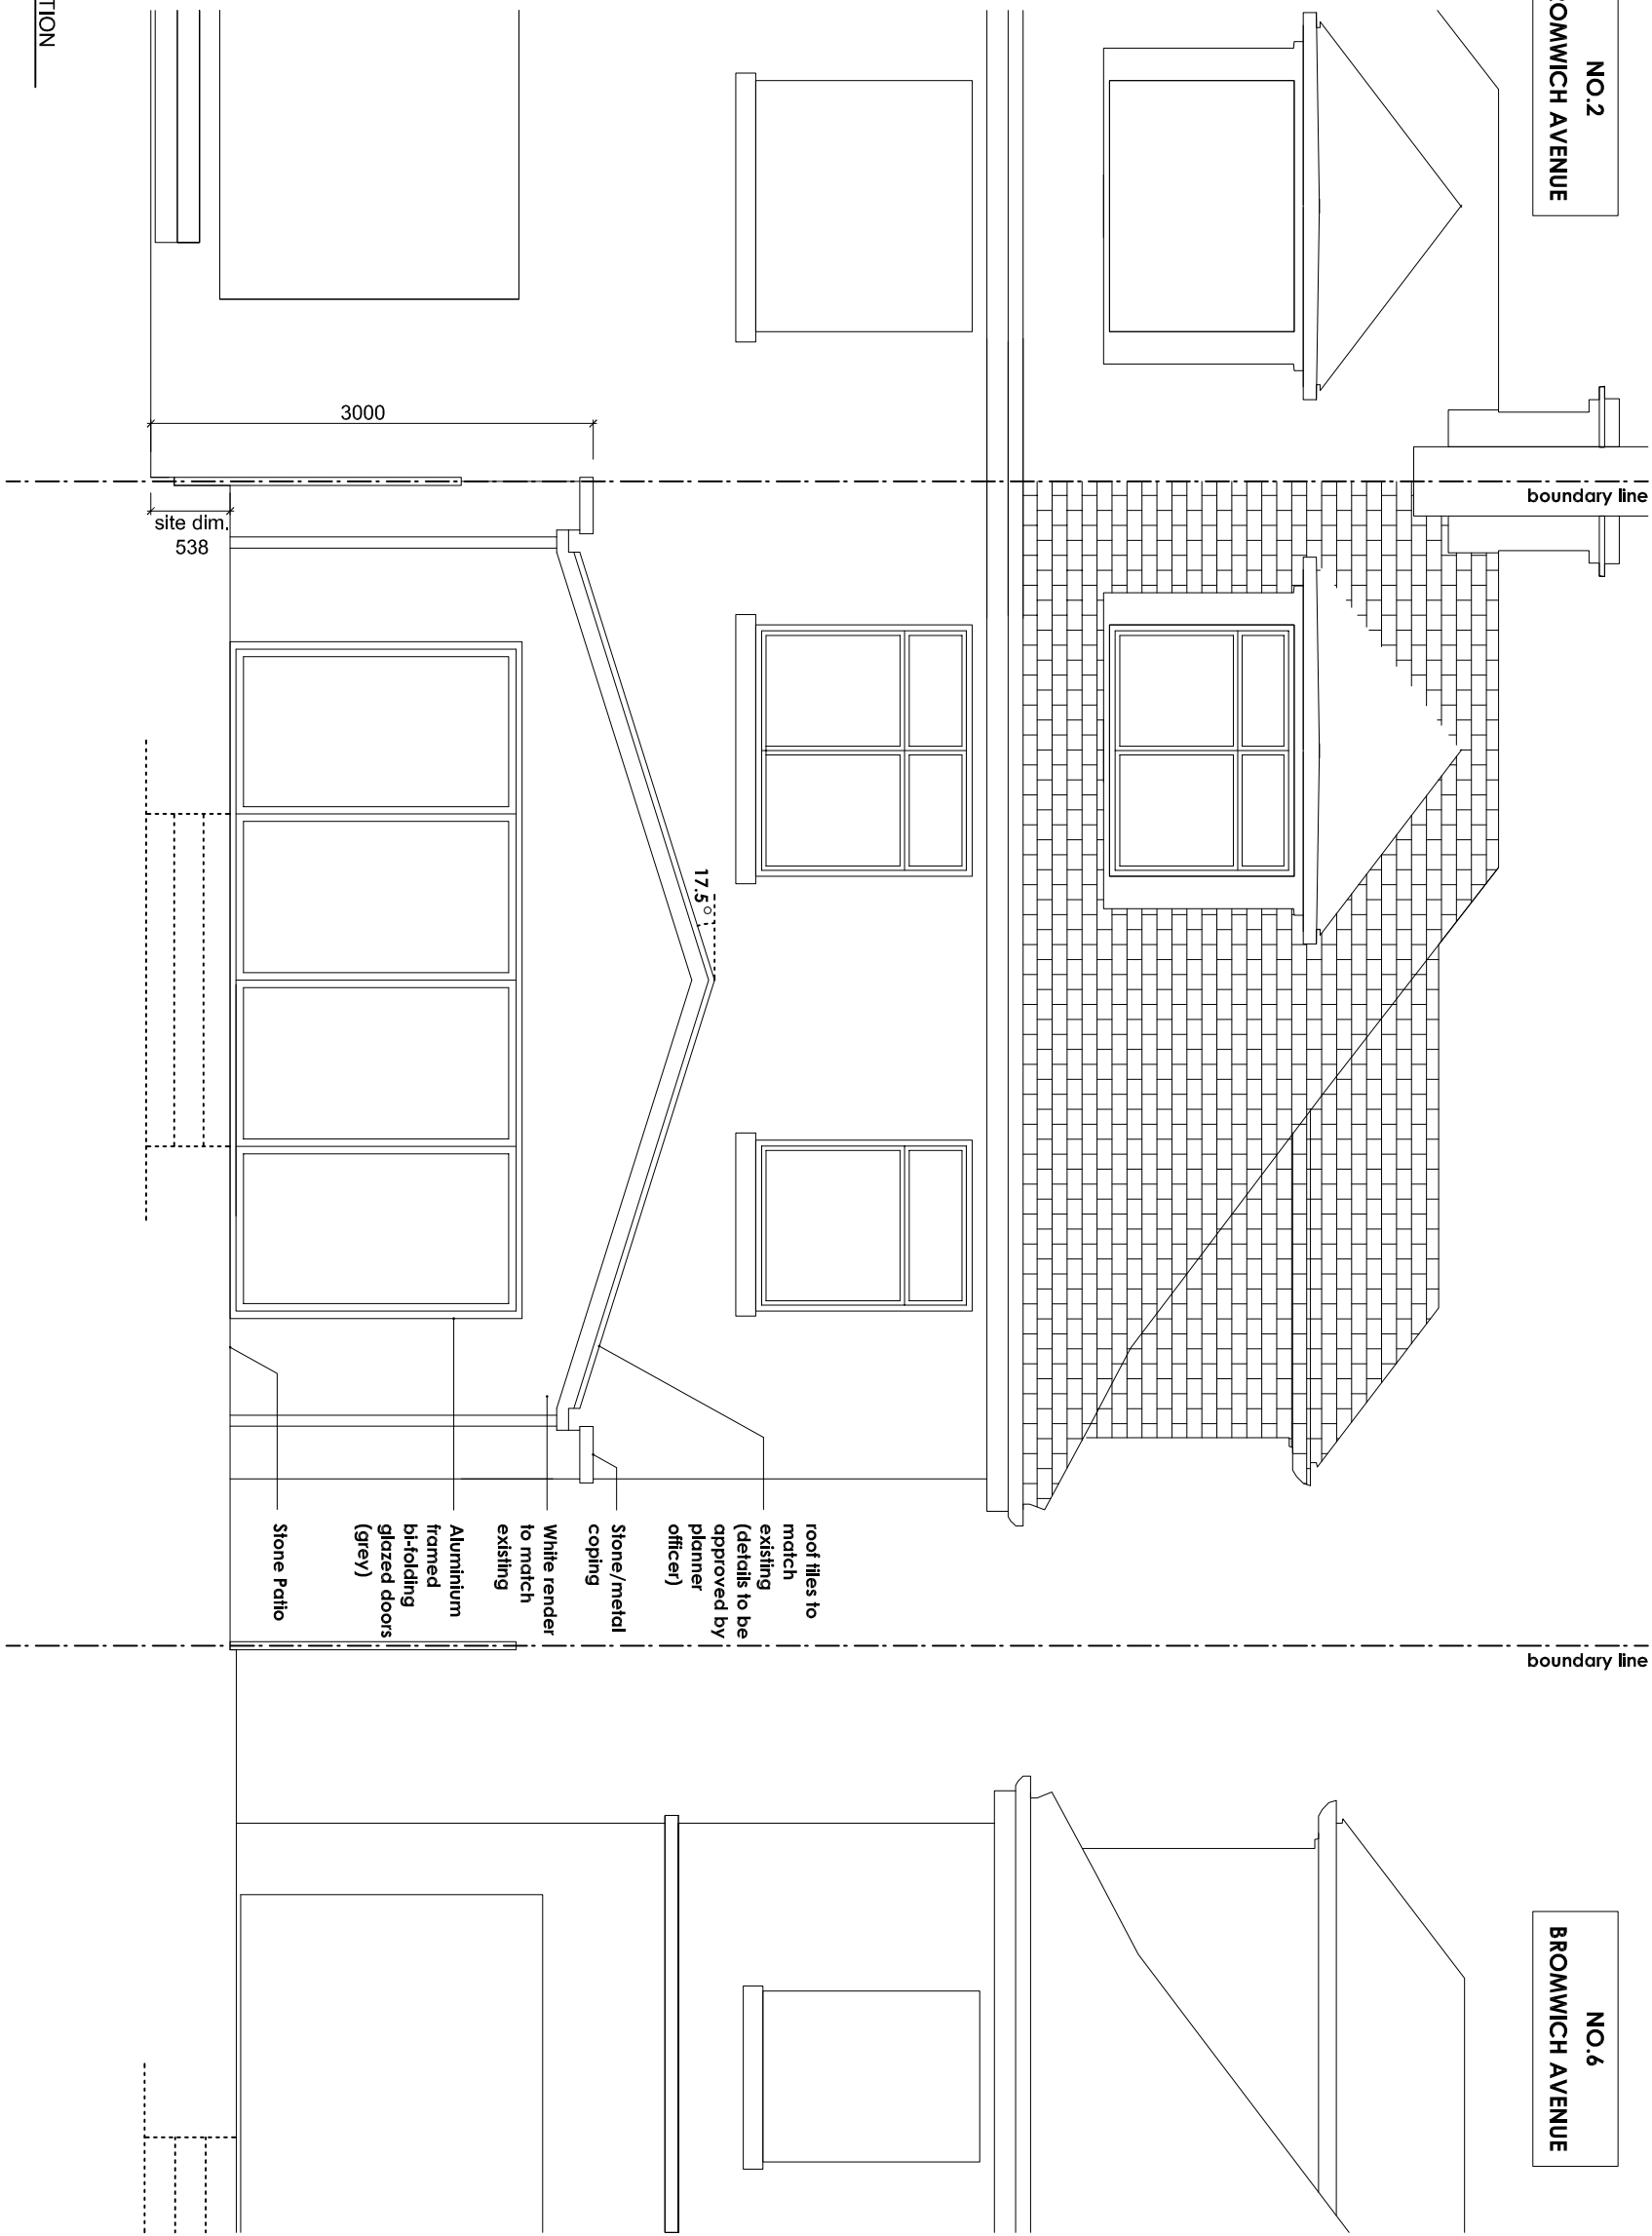 NO.2
BROMWICH AVENUE
NO.6
BROMWICH AVENUE
boundary line
boundary line
17.5°
3000
site dim.
538
roof tiles to
match
existing
(details to be
approved by
planner
officer)
Stone/metal
coping
White render
to match
existing
Aluminium
framed
bi-folding
glazed doors
(grey)
Stone Patio